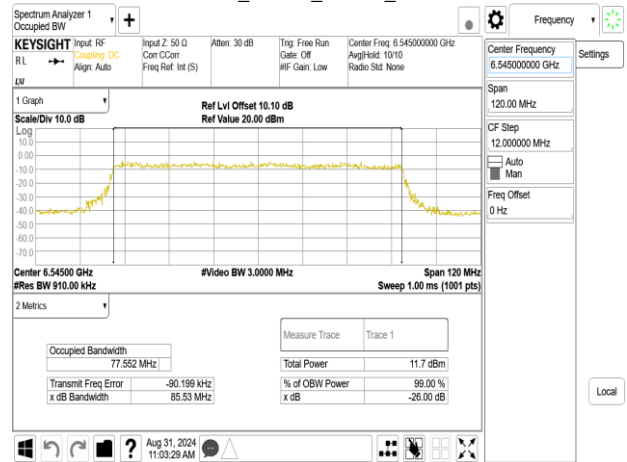 Spectrum Analyzer 1
Occupied BW
Frequency
KEYSIGHT
R L
LXI
Input: RF
Coupling: DC
Align: Auto
Input Z: 50 Ω
Corr CCorr
Freq Ref: Int (S)
Atten: 30 dB
Trig: Free Run
Gate: Off
#IF Gain: Low
Center Freq: 6.545000000 GHz
Avg|Hold: 10/10
Radio Std: None
Center Frequency
6.545000000 GHz
Settings
Span
120.00 MHz
CF Step
12.000000 MHz
Auto
Man
Freq Offset
0 Hz
Local
1 Graph
Scale/Div 10.0 dB
Ref Lvl Offset 10.10 dB
Ref Value 20.00 dBm
Log
10.0
0.00
-10.0
-20.0
-30.0
-40.0
-50.0
-60.0
-70.0
Center 6.54500 GHz
#Video BW 3.0000 MHz
Span 120 MHz
#Res BW 910.00 kHz
Sweep 1.00 ms (1001 pts)
2 Metrics
Measure Trace Trace 1
Occupied Bandwidth
77.552 MHz
Total Power 11.7 dBm
Transmit Freq Error -90.199 kHz
% of OBW Power 99.00 %
x dB Bandwidth 85.53 MHz
x dB -26.00 dB
?
Aug 31, 2024
11:03:29 AM